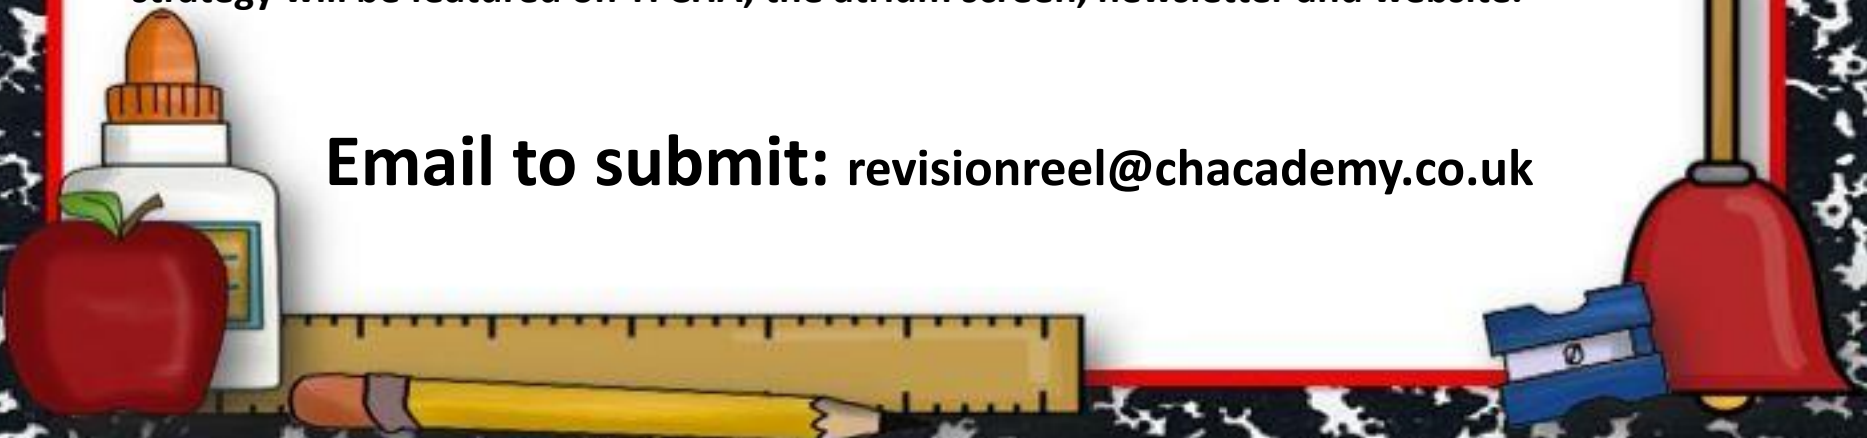 strategy will be featured on the atrium screen, newsletter and website.
Email to submit: revisionreel@chacademy.co.uk